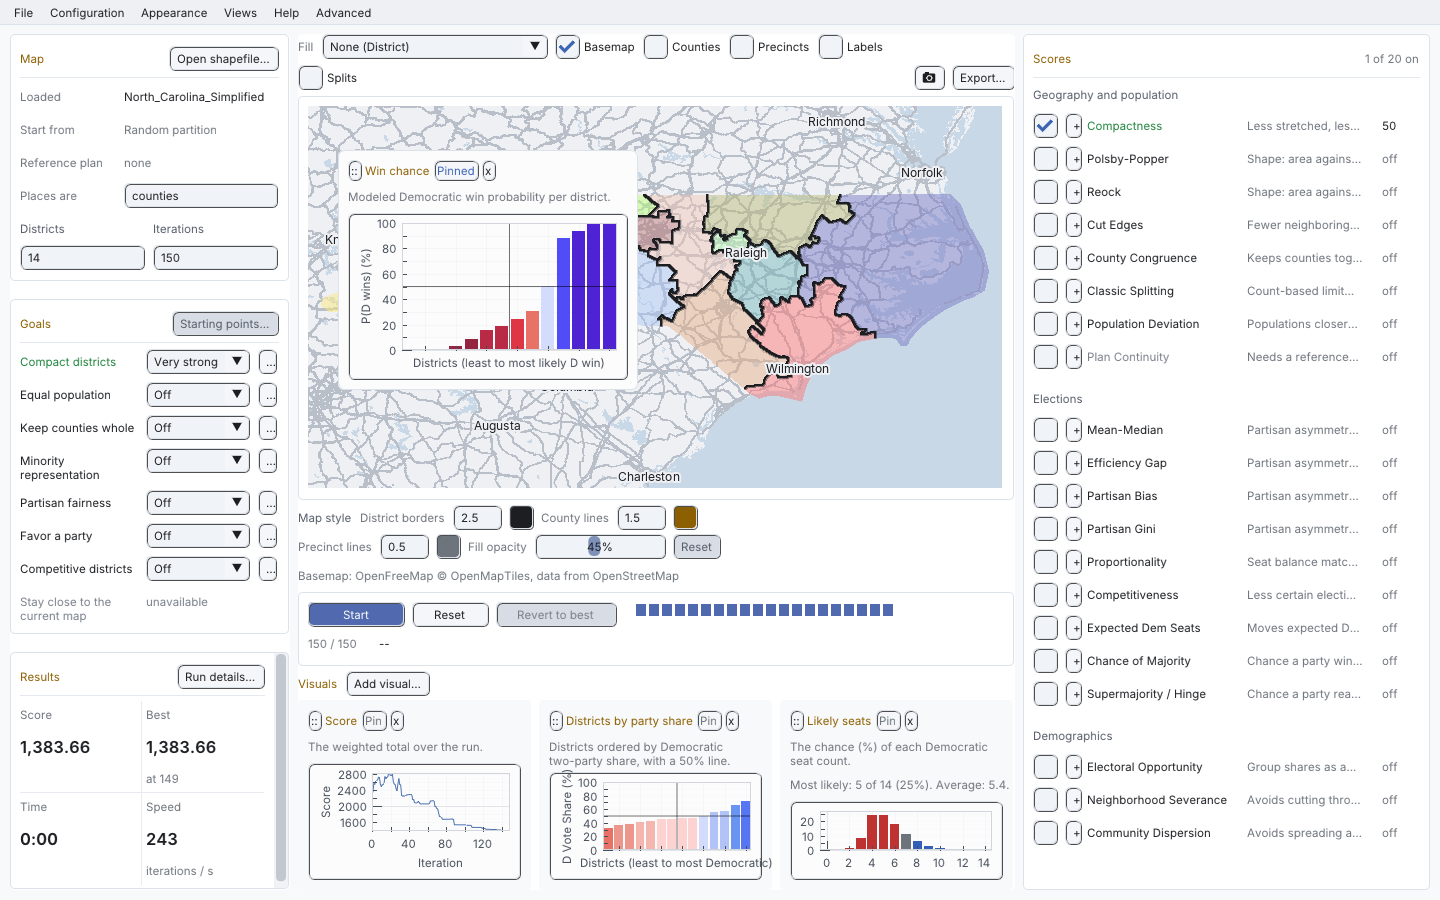 File Configuration Appearance Views Help Advanced
Map Open shapefile...
Loaded North_Carolina_Simplified
Start from Random partition
Reference plan none
Places are counties
Districts Iterations
14 150
Goals Starting points...
Compact districts Very strong ▼ ...
Equal population Off ▼ ...
Keep counties whole Off ▼ ...
Minority
representation Off ▼ ...
Partisan fairness Off ▼ ...
Favor a party Off ▼ ...
Competitive districts Off ▼ ...
Stay close to the
current map unavailable
Results Run details...
Score Best
1,383.66 1,383.66
at 149
Time Speed
0:00 243
iterations / s
Fill None (District) ▼ Basemap Counties Precincts Labels
Splits Export...
Richmond
Norfolk
Raleigh
Wilmington
Augusta
Charleston
:: Win chance Pinned x
Modeled Democratic win probability per district.
P(D wins) (%)
100
80
60
40
20
0
Districts (least to most likely D win)
Map style District borders 2.5 County lines 1.5
Precinct lines 0.5 Fill opacity 45% Reset
Basemap: OpenFreeMap © OpenMapTiles, data from OpenStreetMap
Start Reset Revert to best
150 / 150 --
Visuals Add visual...
:: Score Pin x
The weighted total over the run.
Score
2800
2400
2000
1600
0 40 80 120
Iteration
:: Districts by party share Pin x
Districts ordered by Democratic
two-party share, with a 50% line.
D Vote Share (%)
100
80
60
40
20
0
Districts (least to most Democratic)
:: Likely seats Pin x
The chance (%) of each Democratic
seat count.
Most likely: 5 of 14 (25%). Average: 5.4.
20
10
0
0 2 4 6 8 10 12 14
Scores 1 of 20 on
Geography and population
+ Compactness Less stretched, les... 50
+ Polsby-Popper Shape: area agains... off
+ Reock Shape: area agains... off
+ Cut Edges Fewer neighboring... off
+ County Congruence Keeps counties tog... off
+ Classic Splitting Count-based limit... off
+ Population Deviation Populations closer... off
+ Plan Continuity Needs a reference... off
Elections
+ Mean-Median Partisan asymmetr... off
+ Efficiency Gap Partisan asymmetr... off
+ Partisan Bias Partisan asymmetr... off
+ Partisan Gini Partisan asymmetr... off
+ Proportionality Seat balance matc... off
+ Competitiveness Less certain electi... off
+ Expected Dem Seats Moves expected D... off
+ Chance of Majority Chance a party win... off
+ Supermajority / Hinge Chance a party rea... off
Demographics
+ Electoral Opportunity Group shares as a... off
+ Neighborhood Severance Avoids cutting thro... off
+ Community Dispersion Avoids spreading a... off